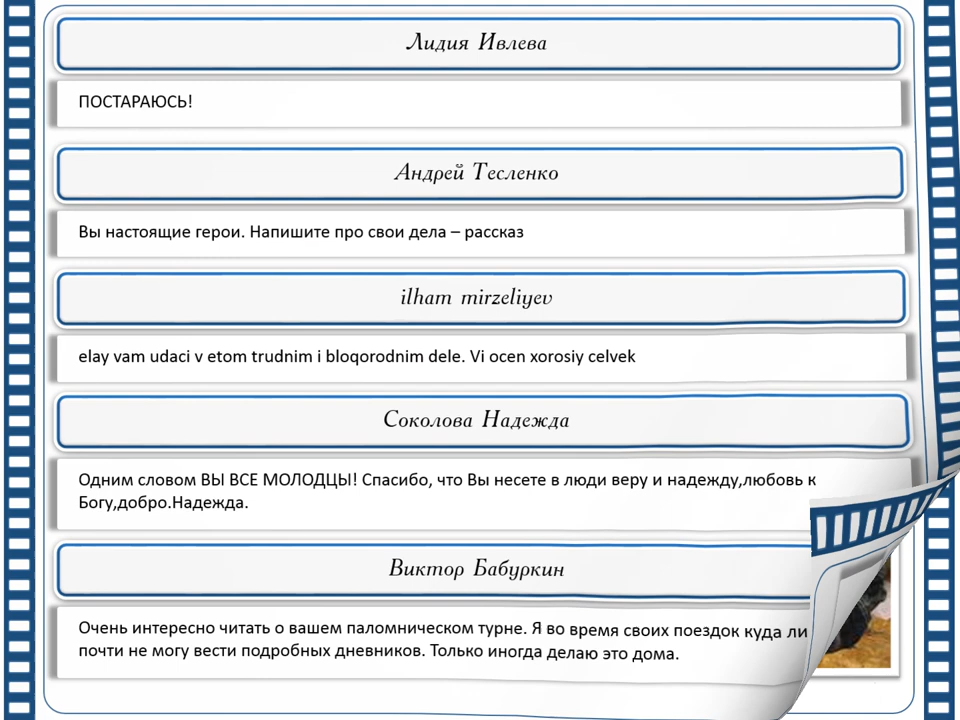 Лидия Ивлева
ПОСТАРАЮСЬ!
Андрей Тесленко
Вы настоящие герои. Напишите про свои дела – рассказ
ilham mirzeliyev
elay vam udaci v etom trudnim i bloqorodnim dele. Vi ocen xorosiy celvek
Соколова Надежда
Одним словом ВЫ ВСЕ МОЛОДЦЫ! Спасибо, что Вы несете в люди веру и надежду,любовь к
Богу,добро.Надежда.
Виктор Бабуркин
Очень интересно читать о вашем паломническом турне. Я во время своих поездок куда ли
почти не могу вести подробных дневников. Только иногда делаю это дома.